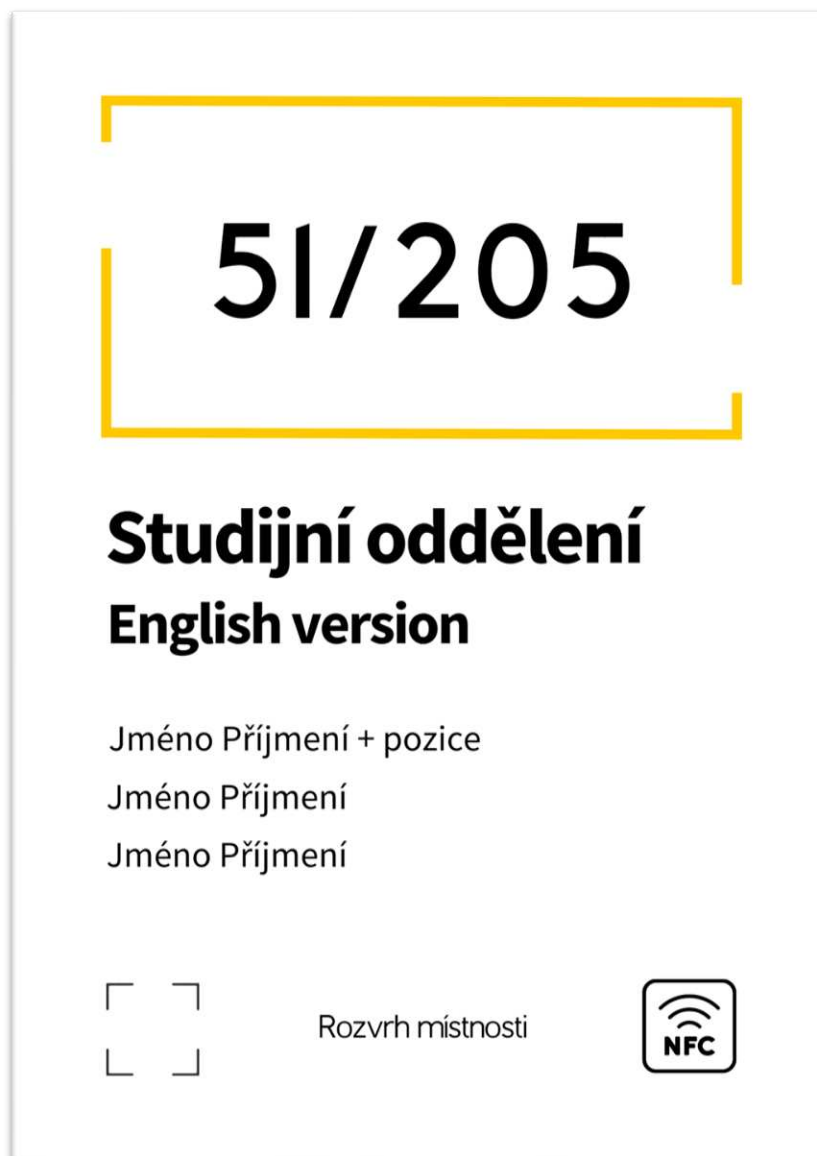 51/205
Studijní oddělení
English version
Jméno Příjmení + pozice
Jméno Příjmení
Jméno Příjmení
Rozvrh místnosti
NFC